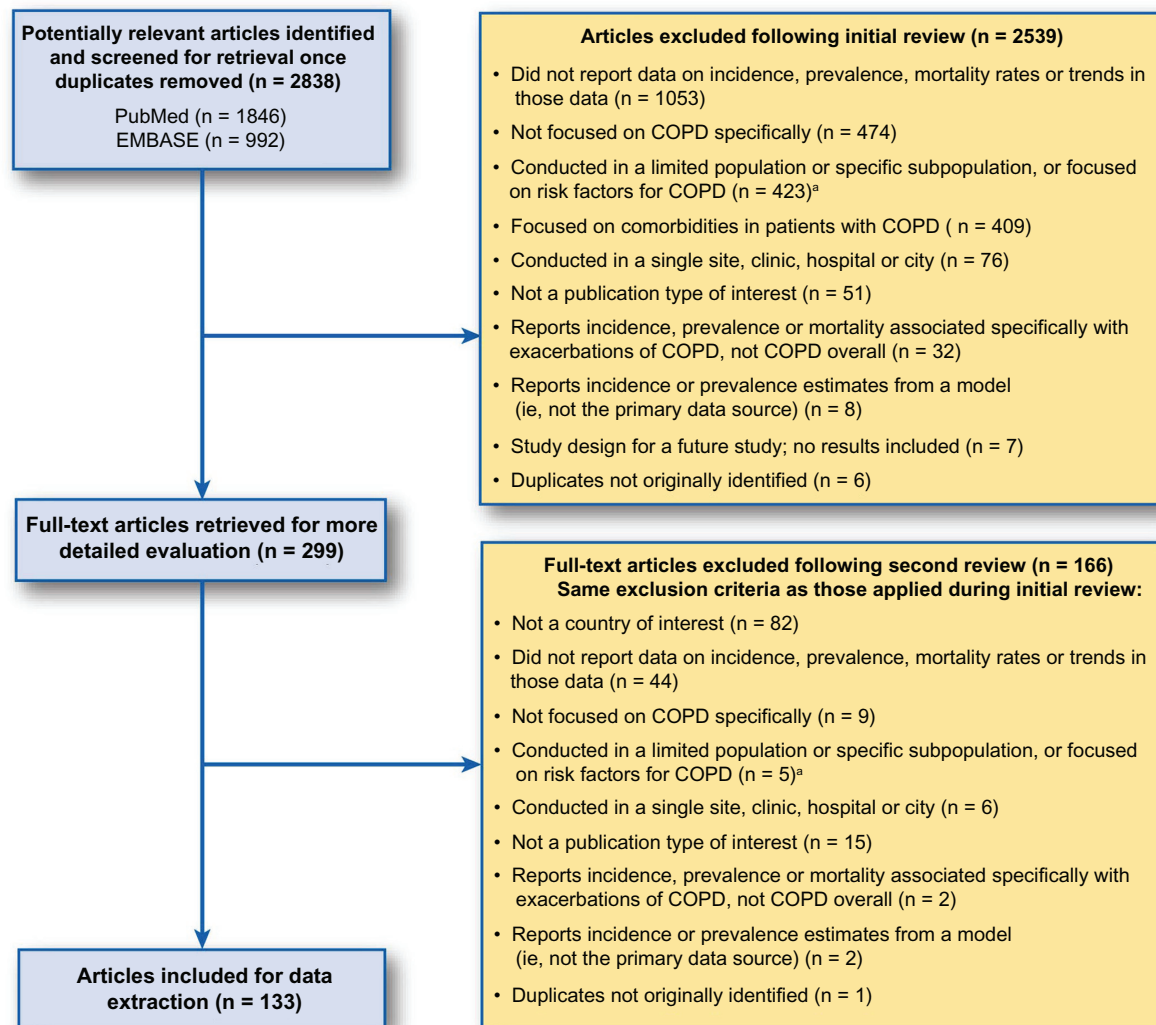 Potentially relevant articles identified
and screened for retrieval once
duplicates removed (n = 2838)
PubMed (n = 1846)
EMBASE (n = 992)
Articles excluded following initial review (n = 2539)
• Did not report data on incidence, prevalence, mortality rates or trends in
those data (n = 1053)
• Not focused on COPD specifically (n = 474)
• Conducted in a limited population or specific subpopulation, or focused
on risk factors for COPD (n = 423)ª
• Focused on comorbidities in patients with COPD ( n = 409)
• Conducted in a single site, clinic, hospital or city (n = 76)
• Not a publication type of interest (n = 51)
• Reports incidence, prevalence or mortality associated specifically with
exacerbations of COPD, not COPD overall (n = 32)
• Reports incidence or prevalence estimates from a model
(ie, not the primary data source) (n = 8)
• Study design for a future study; no results included (n = 7)
• Duplicates not originally identified (n = 6)
Full-text articles retrieved for more
detailed evaluation (n = 299)
Full-text articles excluded following second review (n = 166)
Same exclusion criteria as those applied during initial review:
• Not a country of interest (n = 82)
• Did not report data on incidence, prevalence, mortality rates or trends in
those data (n = 44)
• Not focused on COPD specifically (n = 9)
• Conducted in a limited population or specific subpopulation, or focused
on risk factors for COPD (n = 5)ª
• Conducted in a single site, clinic, hospital or city (n = 6)
• Not a publication type of interest (n = 15)
• Reports incidence, prevalence or mortality associated specifically with
exacerbations of COPD, not COPD overall (n = 2)
• Reports incidence or prevalence estimates from a model
(ie, not the primary data source) (n = 2)
• Duplicates not originally identified (n = 1)
Articles included for data
extraction (n = 133)